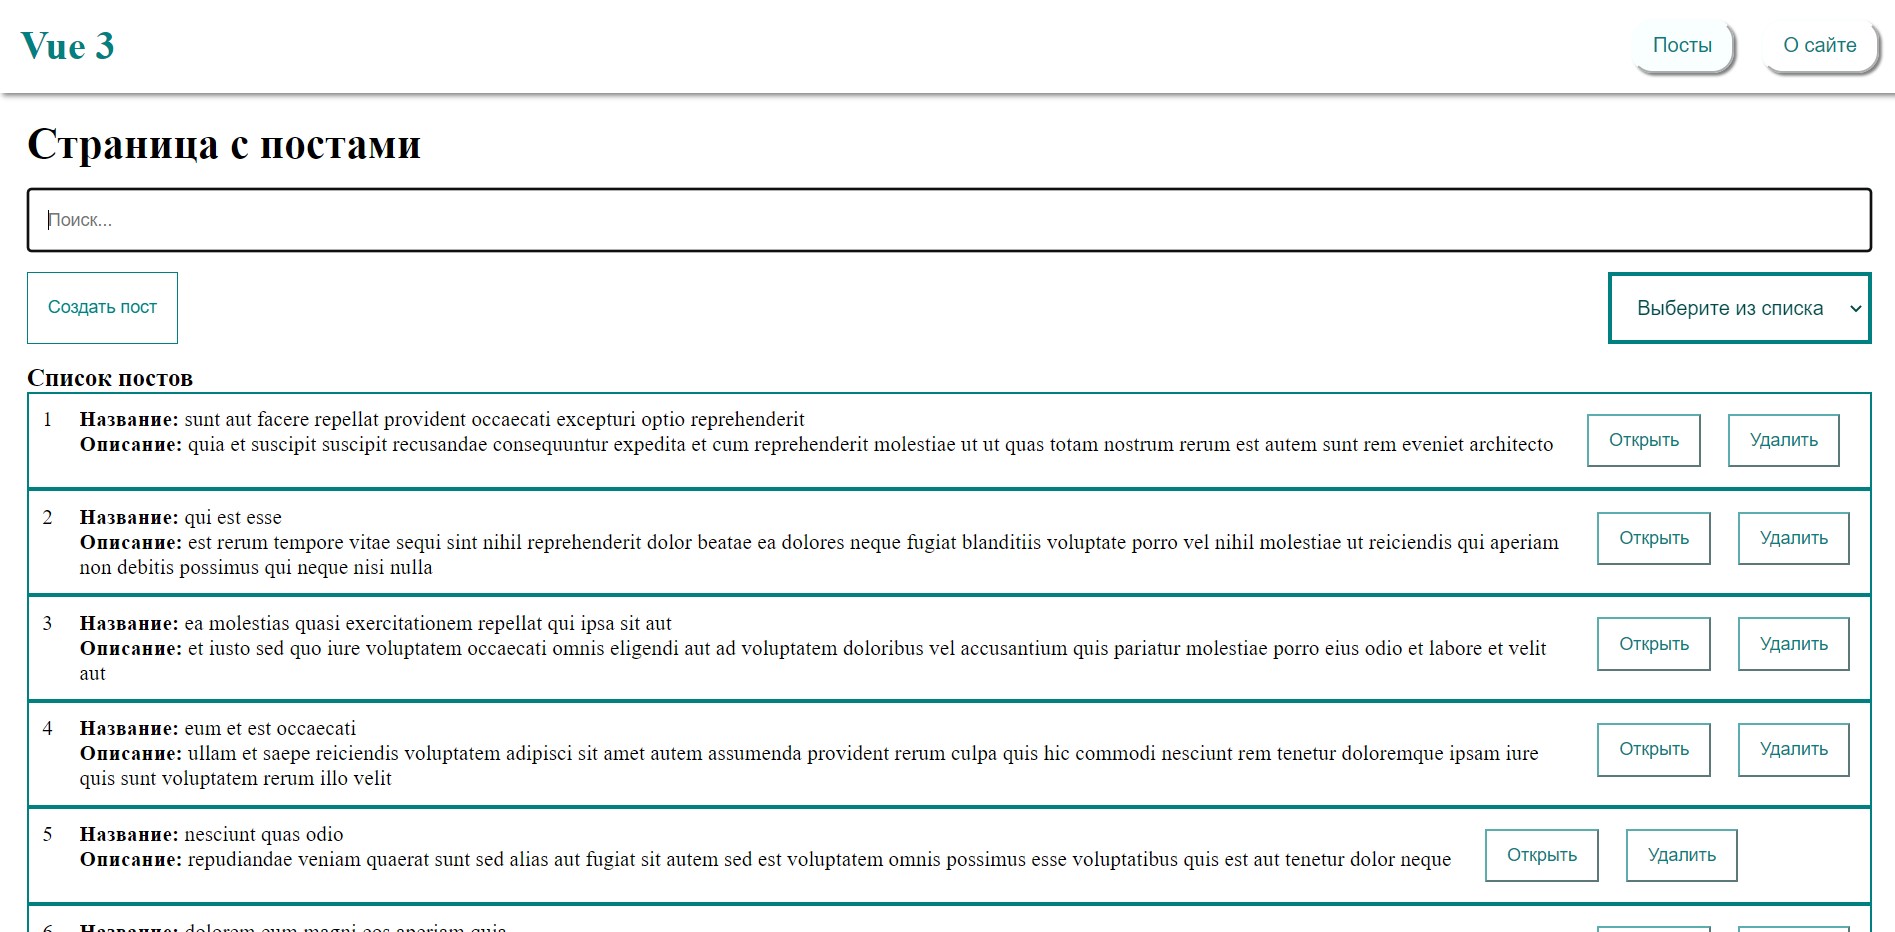 Vue 3
Посты
О сайте
Страница с постами
Поиск...
Создать пост
Выберите из списка
Список постов
1 Название: sunt aut facere repellat provident occaecati excepturi optio reprehenderit
Описание: quia et suscipit suscipit recusandae consequuntur expedita et cum reprehenderit molestiae ut ut quas totam nostrum rerum est autem sunt rem eveniet architecto
Открыть
Удалить
2 Название: qui est esse
Описание: est rerum tempore vitae sequi sint nihil reprehenderit dolor beatae ea dolores neque fugiat blanditiis voluptate porro vel nihil molestiae ut reiciendis qui aperiam
non debitis possimus qui neque nisi nulla
Открыть
Удалить
3 Название: ea molestias quasi exercitationem repellat qui ipsa sit aut
Описание: et iusto sed quo iure voluptatem occaecati omnis eligendi aut ad voluptatem doloribus vel accusantium quis pariatur molestiae porro eius odio et labore et velit
aut
Открыть
Удалить
4 Название: eum et est occaecati
Описание: ullam et saepe reiciendis voluptatem adipisci sit amet autem assumenda provident rerum culpa quis hic commodi nesciunt rem tenetur doloremque ipsam iure
quis sunt voluptatem rerum illo velit
Открыть
Удалить
5 Название: nesciunt quas odio
Описание: repudiandae veniam quaerat sunt sed alias aut fugiat sit autem sed est voluptatem omnis possimus esse voluptatibus quis est aut tenetur dolor neque
Открыть
Удалить
6 Название: dolorem eum magni eos aperiam quia